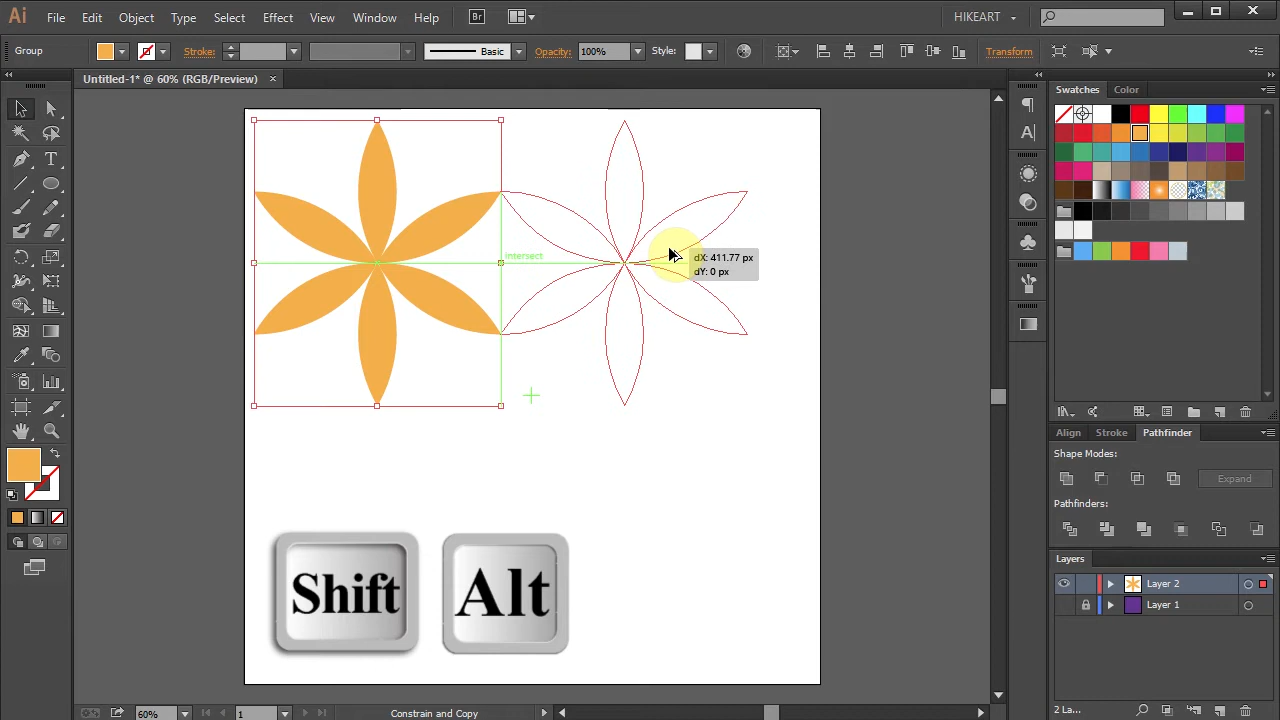 Ai File Edit Object Type Select Effect View Window Help Br HIKEART
Group Stroke: Basic Opacity: 100% Style: Transform
Untitled-1* @ 60% (RGB/Preview) ×
Swatches Color
intersect
dX: 411.77 px
dY: 0 px
Align Stroke Pathfinder
Shape Modes:
Expand
Pathfinders:
Layers
Layer 2
Layer 1
Shift Alt
2 La...
60% 1 Constrain and Copy